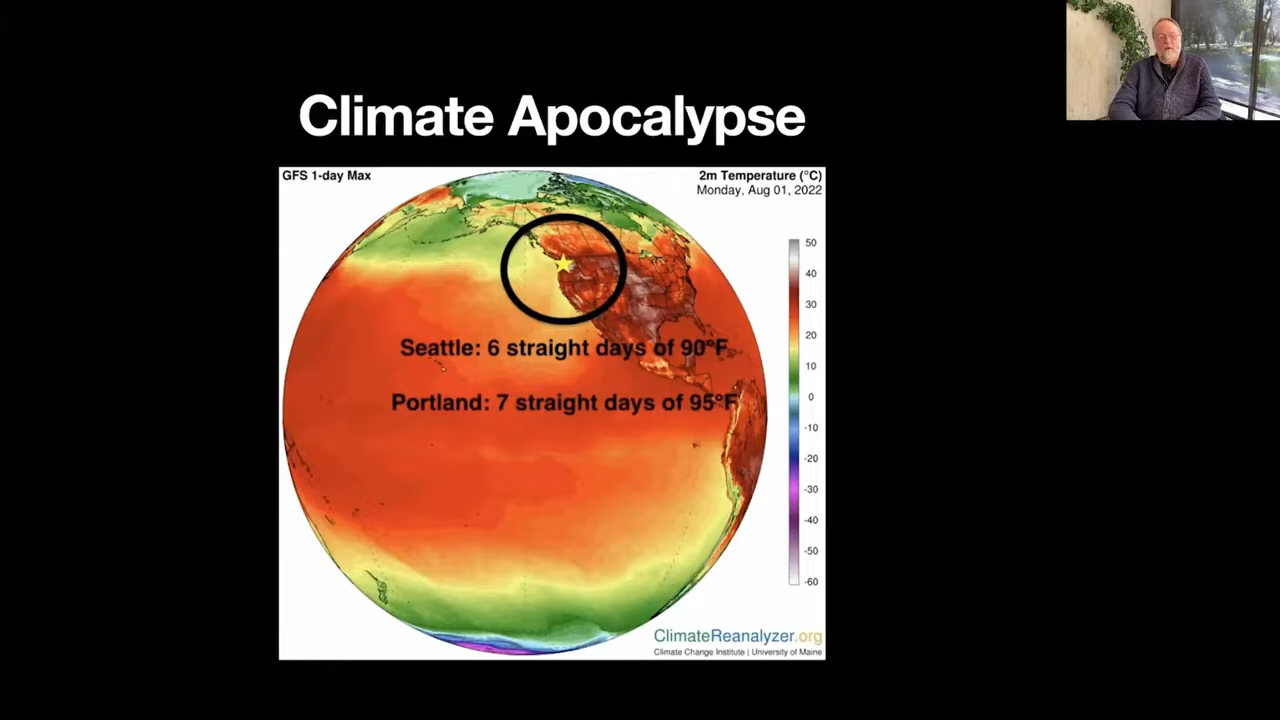 Climate Apocalypse
GFS 1-day Max
2m Temperature (°C)
Monday, Aug 01, 2022
50
40
30
20
10
0
-10
-20
-30
-40
-50
-60
Seattle: 6 straight days of 90°F
Portland: 7 straight days of 95°F
ClimateReanalyzer.org
Climate Change Institute | University of Maine